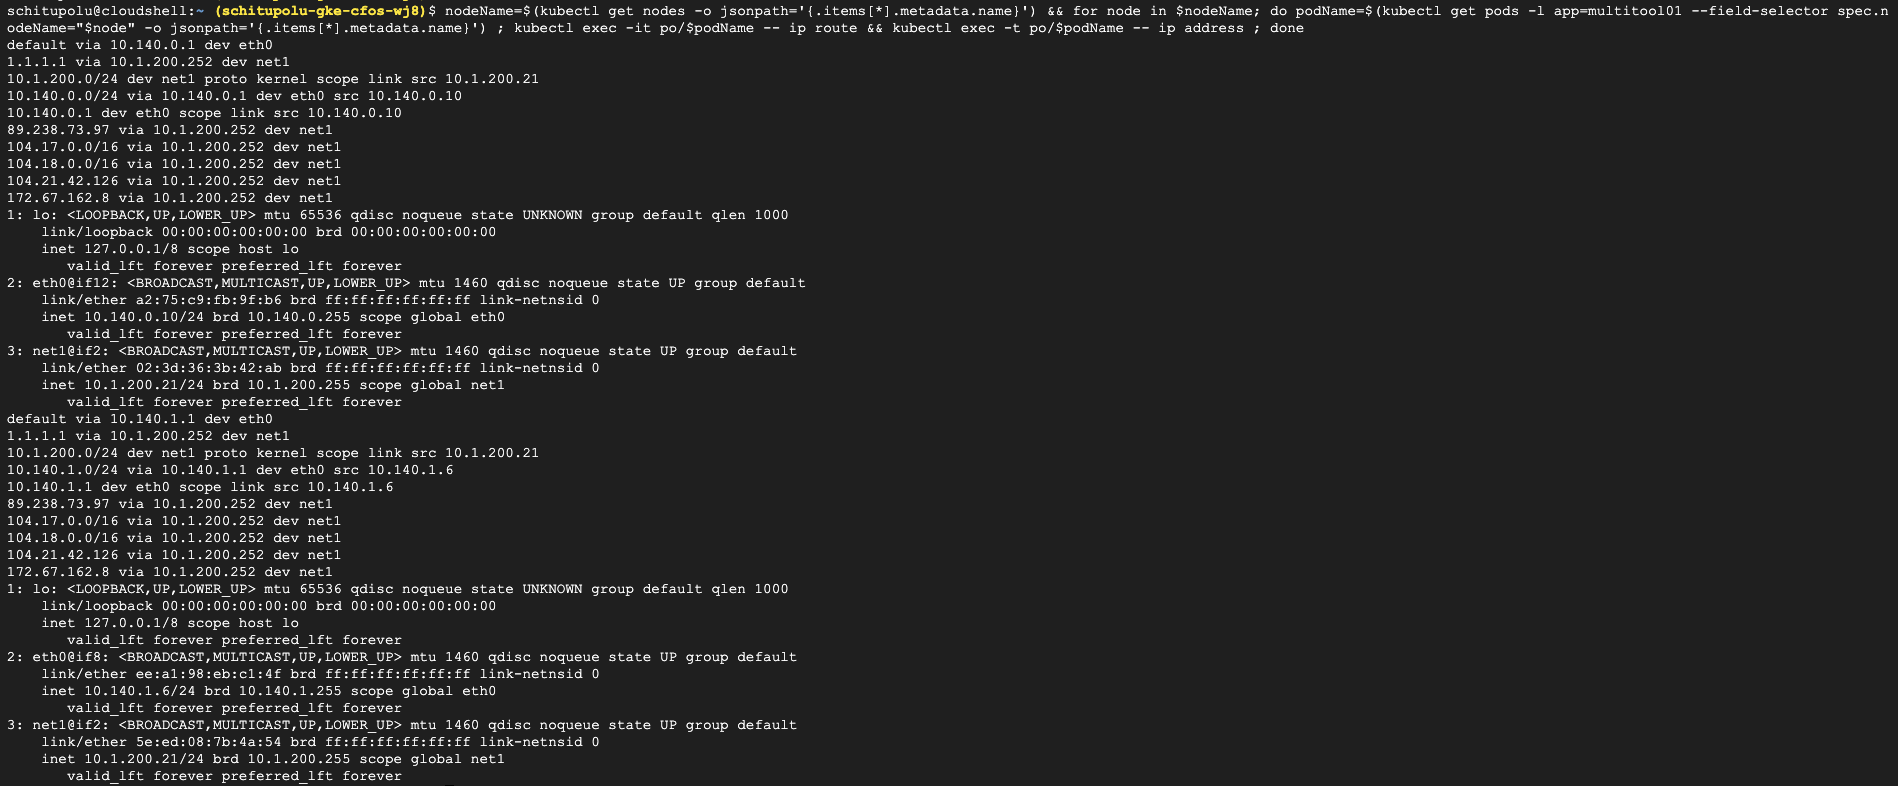 schitupolu@cloudshell:~ (schitupolu-gke-cfos-wj8)$ nodeName=$(kubectl get nodes -o jsonpath='{.items[*].metadata.name}') && for node in $nodeName; do podName=$(kubectl get pods -l app=multitool01 --field-selector spec.n
odeName="$node" -o jsonpath='{.items[*].metadata.name}') ; kubectl exec -it po/$podName -- ip route && kubectl exec -t po/$podName -- ip address ; done
default via 10.140.0.1 dev eth0
1.1.1.1 via 10.1.200.252 dev net1
10.1.200.0/24 dev net1 proto kernel scope link src 10.1.200.21
10.140.0.0/24 via 10.140.0.1 dev eth0 src 10.140.0.10
10.140.0.1 dev eth0 scope link src 10.140.0.10
89.238.73.97 via 10.1.200.252 dev net1
104.17.0.0/16 via 10.1.200.252 dev net1
104.18.0.0/16 via 10.1.200.252 dev net1
104.21.42.126 via 10.1.200.252 dev net1
172.67.162.8 via 10.1.200.252 dev net1
1: lo: <LOOPBACK,UP,LOWER_UP> mtu 65536 qdisc noqueue state UNKNOWN group default qlen 1000
    link/loopback 00:00:00:00:00:00 brd 00:00:00:00:00:00
    inet 127.0.0.1/8 scope host lo
       valid_lft forever preferred_lft forever
2: eth0@if12: <BROADCAST,MULTICAST,UP,LOWER_UP> mtu 1460 qdisc noqueue state UP group default
    link/ether a2:75:c9:fb:9f:b6 brd ff:ff:ff:ff:ff:ff link-netnsid 0
    inet 10.140.0.10/24 brd 10.140.0.255 scope global eth0
       valid_lft forever preferred_lft forever
3: net1@if2: <BROADCAST,MULTICAST,UP,LOWER_UP> mtu 1460 qdisc noqueue state UP group default
    link/ether 02:3d:36:3b:42:ab brd ff:ff:ff:ff:ff:ff link-netnsid 0
    inet 10.1.200.21/24 brd 10.1.200.255 scope global net1
       valid_lft forever preferred_lft forever
default via 10.140.1.1 dev eth0
1.1.1.1 via 10.1.200.252 dev net1
10.1.200.0/24 dev net1 proto kernel scope link src 10.1.200.21
10.140.1.0/24 via 10.140.1.1 dev eth0 src 10.140.1.6
10.140.1.1 dev eth0 scope link src 10.140.1.6
89.238.73.97 via 10.1.200.252 dev net1
104.17.0.0/16 via 10.1.200.252 dev net1
104.18.0.0/16 via 10.1.200.252 dev net1
104.21.42.126 via 10.1.200.252 dev net1
172.67.162.8 via 10.1.200.252 dev net1
1: lo: <LOOPBACK,UP,LOWER_UP> mtu 65536 qdisc noqueue state UNKNOWN group default qlen 1000
    link/loopback 00:00:00:00:00:00 brd 00:00:00:00:00:00
    inet 127.0.0.1/8 scope host lo
       valid_lft forever preferred_lft forever
2: eth0@if8: <BROADCAST,MULTICAST,UP,LOWER_UP> mtu 1460 qdisc noqueue state UP group default
    link/ether ee:a1:98:eb:c1:4f brd ff:ff:ff:ff:ff:ff link-netnsid 0
    inet 10.140.1.6/24 brd 10.140.1.255 scope global eth0
       valid_lft forever preferred_lft forever
3: net1@if2: <BROADCAST,MULTICAST,UP,LOWER_UP> mtu 1460 qdisc noqueue state UP group default
    link/ether 5e:ed:08:7b:4a:54 brd ff:ff:ff:ff:ff:ff link-netnsid 0
    inet 10.1.200.21/24 brd 10.1.200.255 scope global net1
       valid_lft forever preferred_lft forever